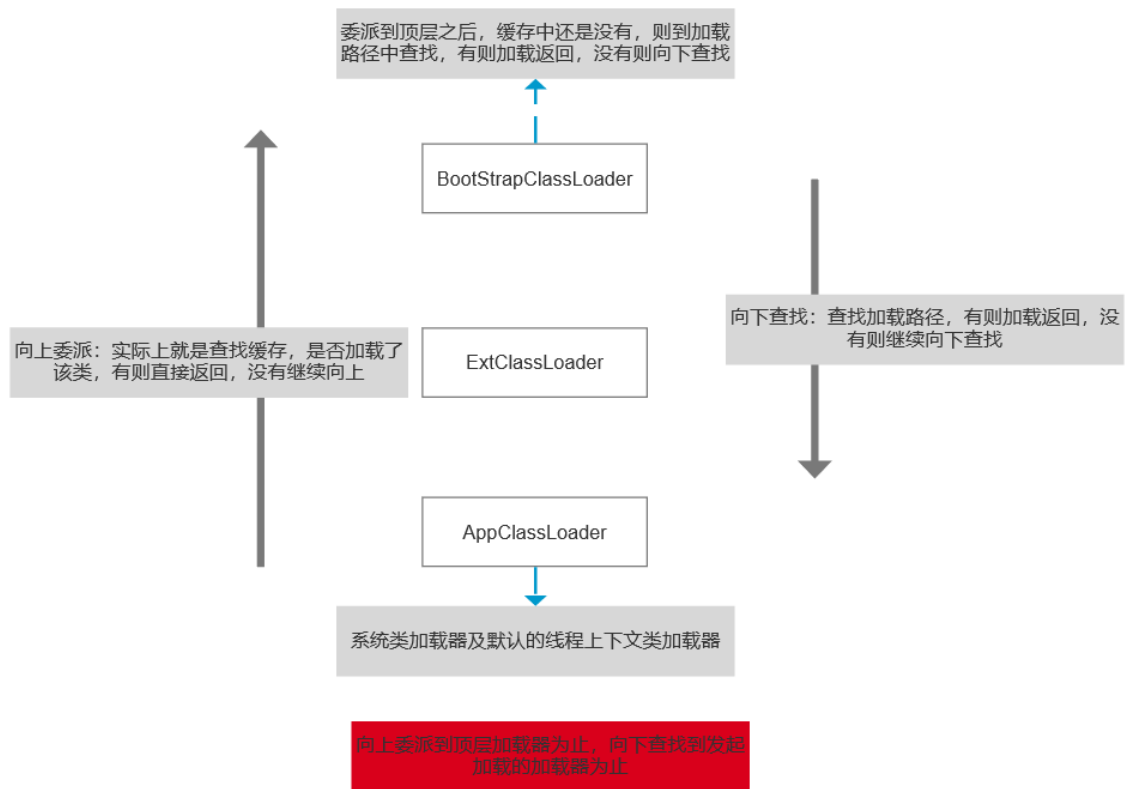 委派到顶层之后，缓存中还是没有，则到加载
路径中查找，有则加载返回，没有则向下查找
BootStrapClassLoader
向下查找：查找加载路径，有则加载返回，没
有则继续向下查找
向上委派：实际上就是查找缓存，是否加载了
该类，有则直接返回，没有继续向上
ExtClassLoader
AppClassLoader
系统类加载器及默认的线程上下文类加载器
向上委派到顶层加载器为止，向下查找到发起
加载的加载器为止